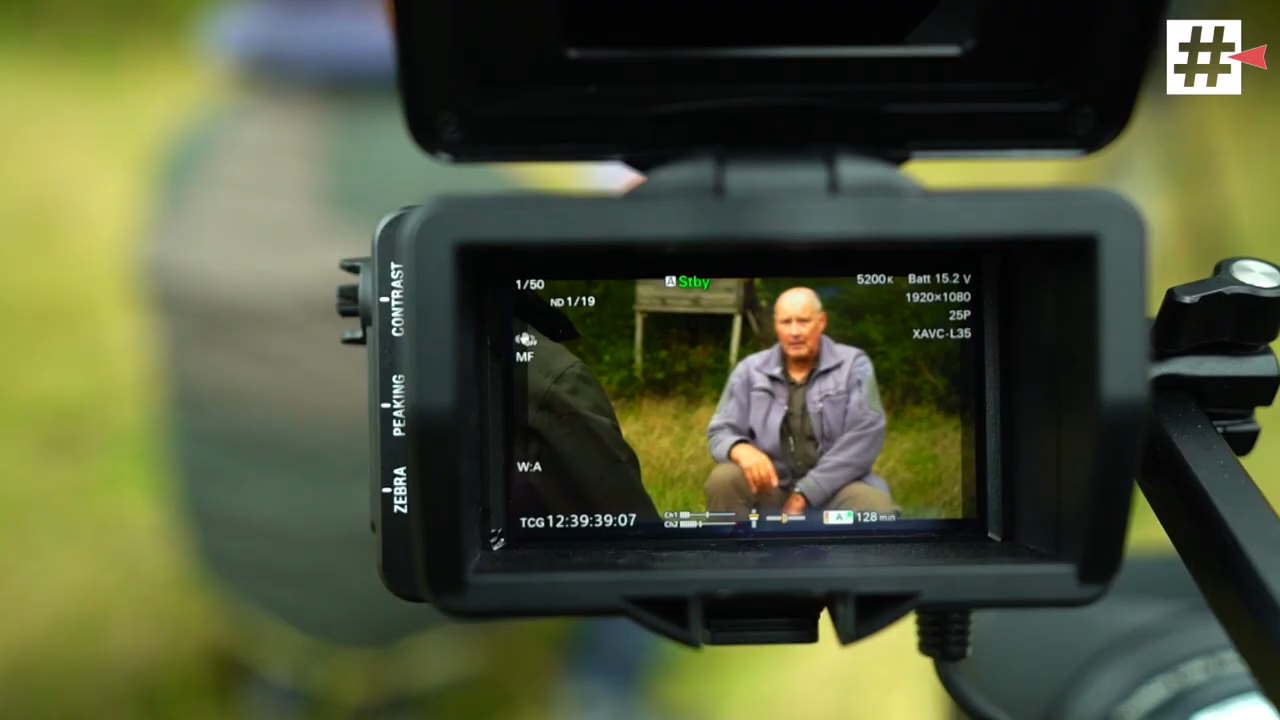 #
1/50
A Stby
5200K
Batt 15.2 V
ND 1/19
1920×1080
25P
XAVC-L35
MF
W:A
TCG 12:39:39:07
Ch1
Ch2
A
128 min
CONTRAST
PEAKING
ZEBRA